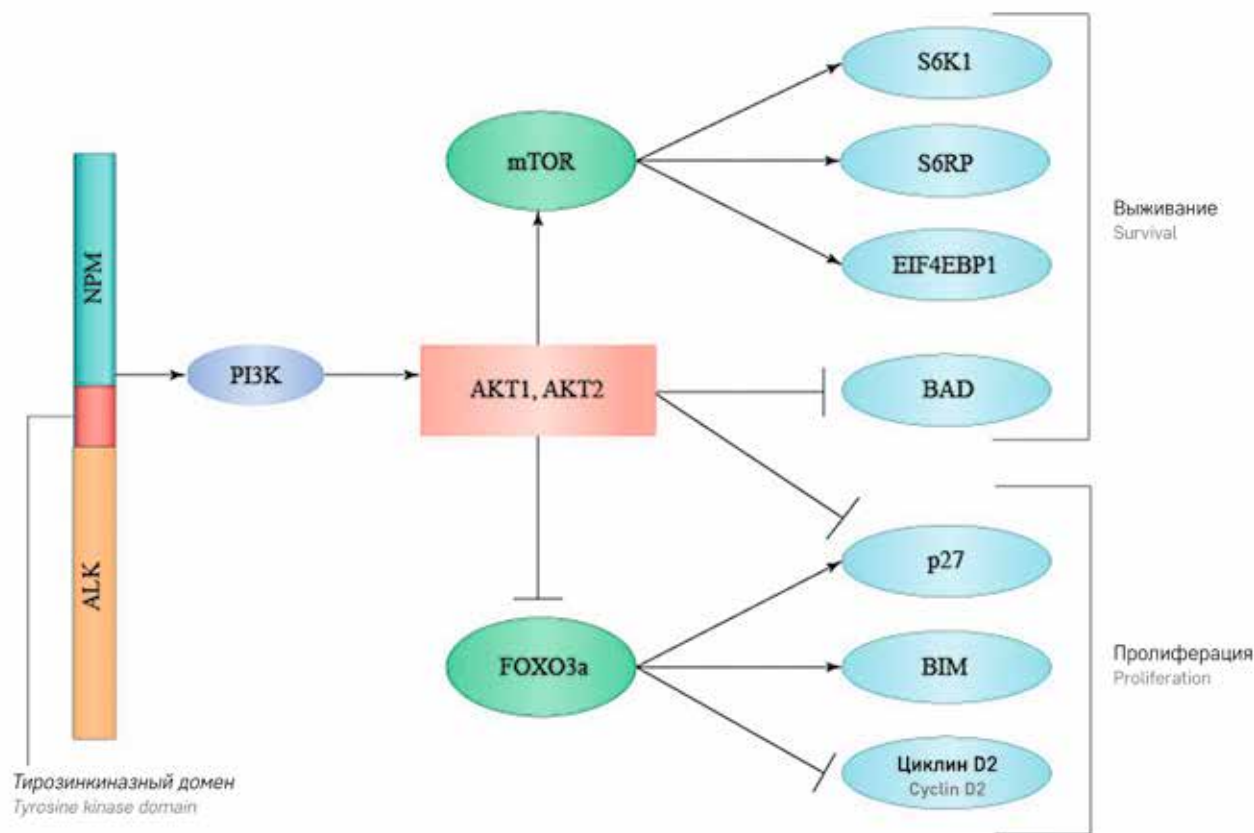 S6K1
mTOR
S6RP
Выживание
Survival
NPM
EIF4EBP1
PI3K
AKT1, AKT2
BAD
ALK
p27
FOXO3a
BIM
Пролиферация
Proliferation
Циклин D2
Cyclin D2
Тирозинкиназный домен
Tyrosine kinase domain